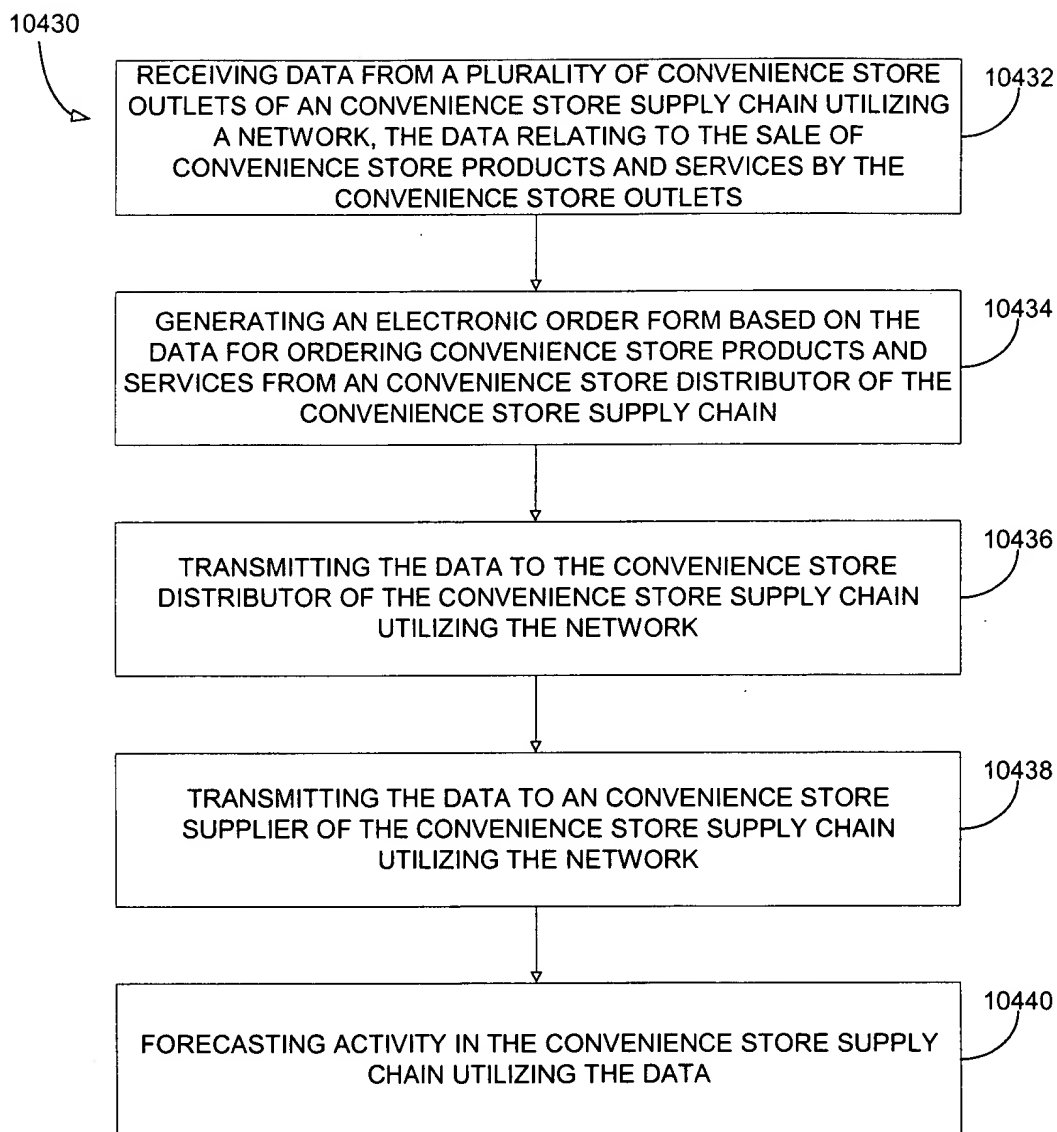 10430
RECEIVING DATA FROM A PLURALITY OF CONVENIENCE STORE
OUTLETS OF AN CONVENIENCE STORE SUPPLY CHAIN UTILIZING
A NETWORK, THE DATA RELATING TO THE SALE OF
CONVENIENCE STORE PRODUCTS AND SERVICES BY THE
CONVENIENCE STORE OUTLETS
10432
GENERATING AN ELECTRONIC ORDER FORM BASED ON THE
DATA FOR ORDERING CONVENIENCE STORE PRODUCTS AND
SERVICES FROM AN CONVENIENCE STORE DISTRIBUTOR OF THE
CONVENIENCE STORE SUPPLY CHAIN
10434
TRANSMITTING THE DATA TO THE CONVENIENCE STORE
DISTRIBUTOR OF THE CONVENIENCE STORE SUPPLY CHAIN
UTILIZING THE NETWORK
10436
TRANSMITTING THE DATA TO AN CONVENIENCE STORE
SUPPLIER OF THE CONVENIENCE STORE SUPPLY CHAIN
UTILIZING THE NETWORK
10438
FORECASTING ACTIVITY IN THE CONVENIENCE STORE SUPPLY
CHAIN UTILIZING THE DATA
10440